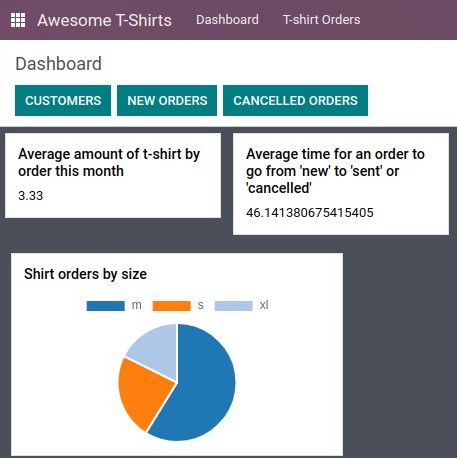 Awesome T-Shirts Dashboard T-shirt Orders
Dashboard
CUSTOMERS NEW ORDERS CANCELLED ORDERS
Average amount of t-shirt by
order this month
3.33
Average time for an order to
go from 'new' to 'sent' or
'cancelled'
46.141380675415405
Shirt orders by size
m s xl